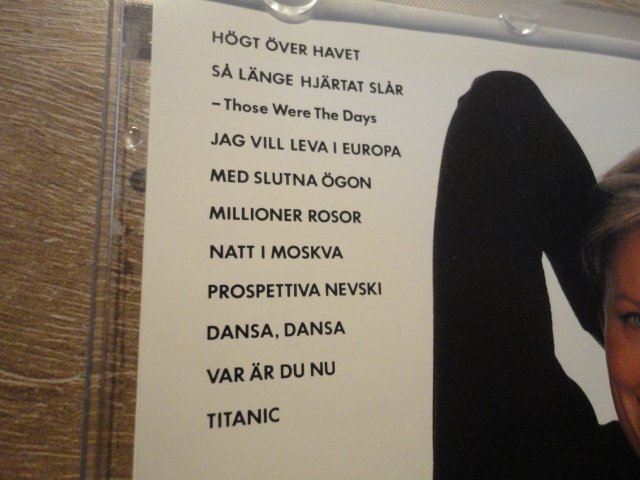 HÖGT ÖVER HAVET
SÅ LÄNGE HJÄRTAT SLÅR
– Those Were The Days
JAG VILL LEVA I EUROPA
MED SLUTNA ÖGON
MILLIONER ROSOR
NATT I MOSKVA
PROSPETTIVA NEVSKI
DANSA, DANSA
VAR ÄR DU NU
TITANIC